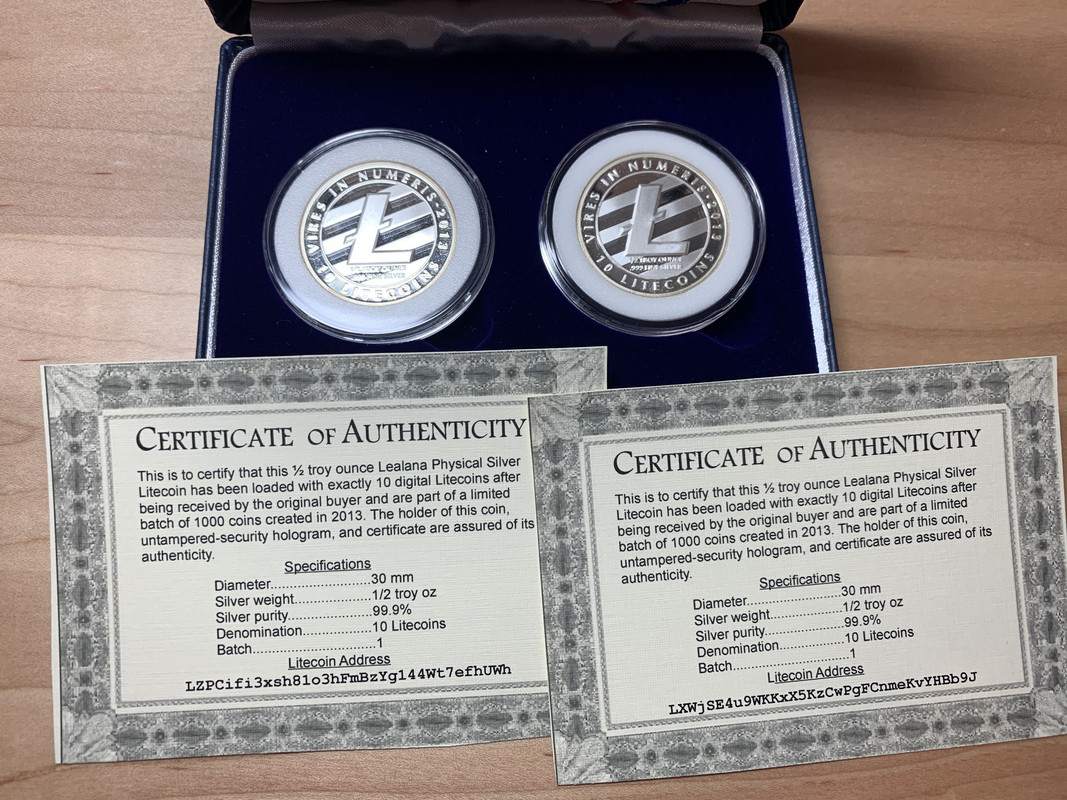 VIRES IN NUMERIS - 2013
10 LITECOINS
VIRES IN NUMERIS - 2013
1/2 TROY OUNCE
.999 FINE SILVER
10 LITECOINS
CERTIFICATE OF AUTHENTICITY
This is to certify that this ½ troy ounce Lealana Physical Silver
Litecoin has been loaded with exactly 10 digital Litecoins after
being received by the original buyer and are part of a limited
batch of 1000 coins created in 2013. The holder of this coin,
untampered-security hologram, and certificate are assured of its
authenticity.
Specifications
Diameter.........................30 mm
Silver weight...................1/2 troy oz
Silver purity.....................99.9%
Denomination.................10 Litecoins
Batch...............................1
Litecoin Address
LZPCifi3xsh81o3hFmBzYg144Wt7efhUWh
CERTIFICATE OF AUTHENTICITY
This is to certify that this ½ troy ounce Lealana Physical Silver
Litecoin has been loaded with exactly 10 digital Litecoins after
being received by the original buyer and are part of a limited
batch of 1000 coins created in 2013. The holder of this coin,
untampered-security hologram, and certificate are assured of its
authenticity.
Specifications
Diameter.........................30 mm
Silver weight...................1/2 troy oz
Silver purity.....................99.9%
Denomination.................10 Litecoins
Batch...............................1
Litecoin Address
LXWjSE4u9WKKxX5KzCwPgFCnmeKvYHBb9J